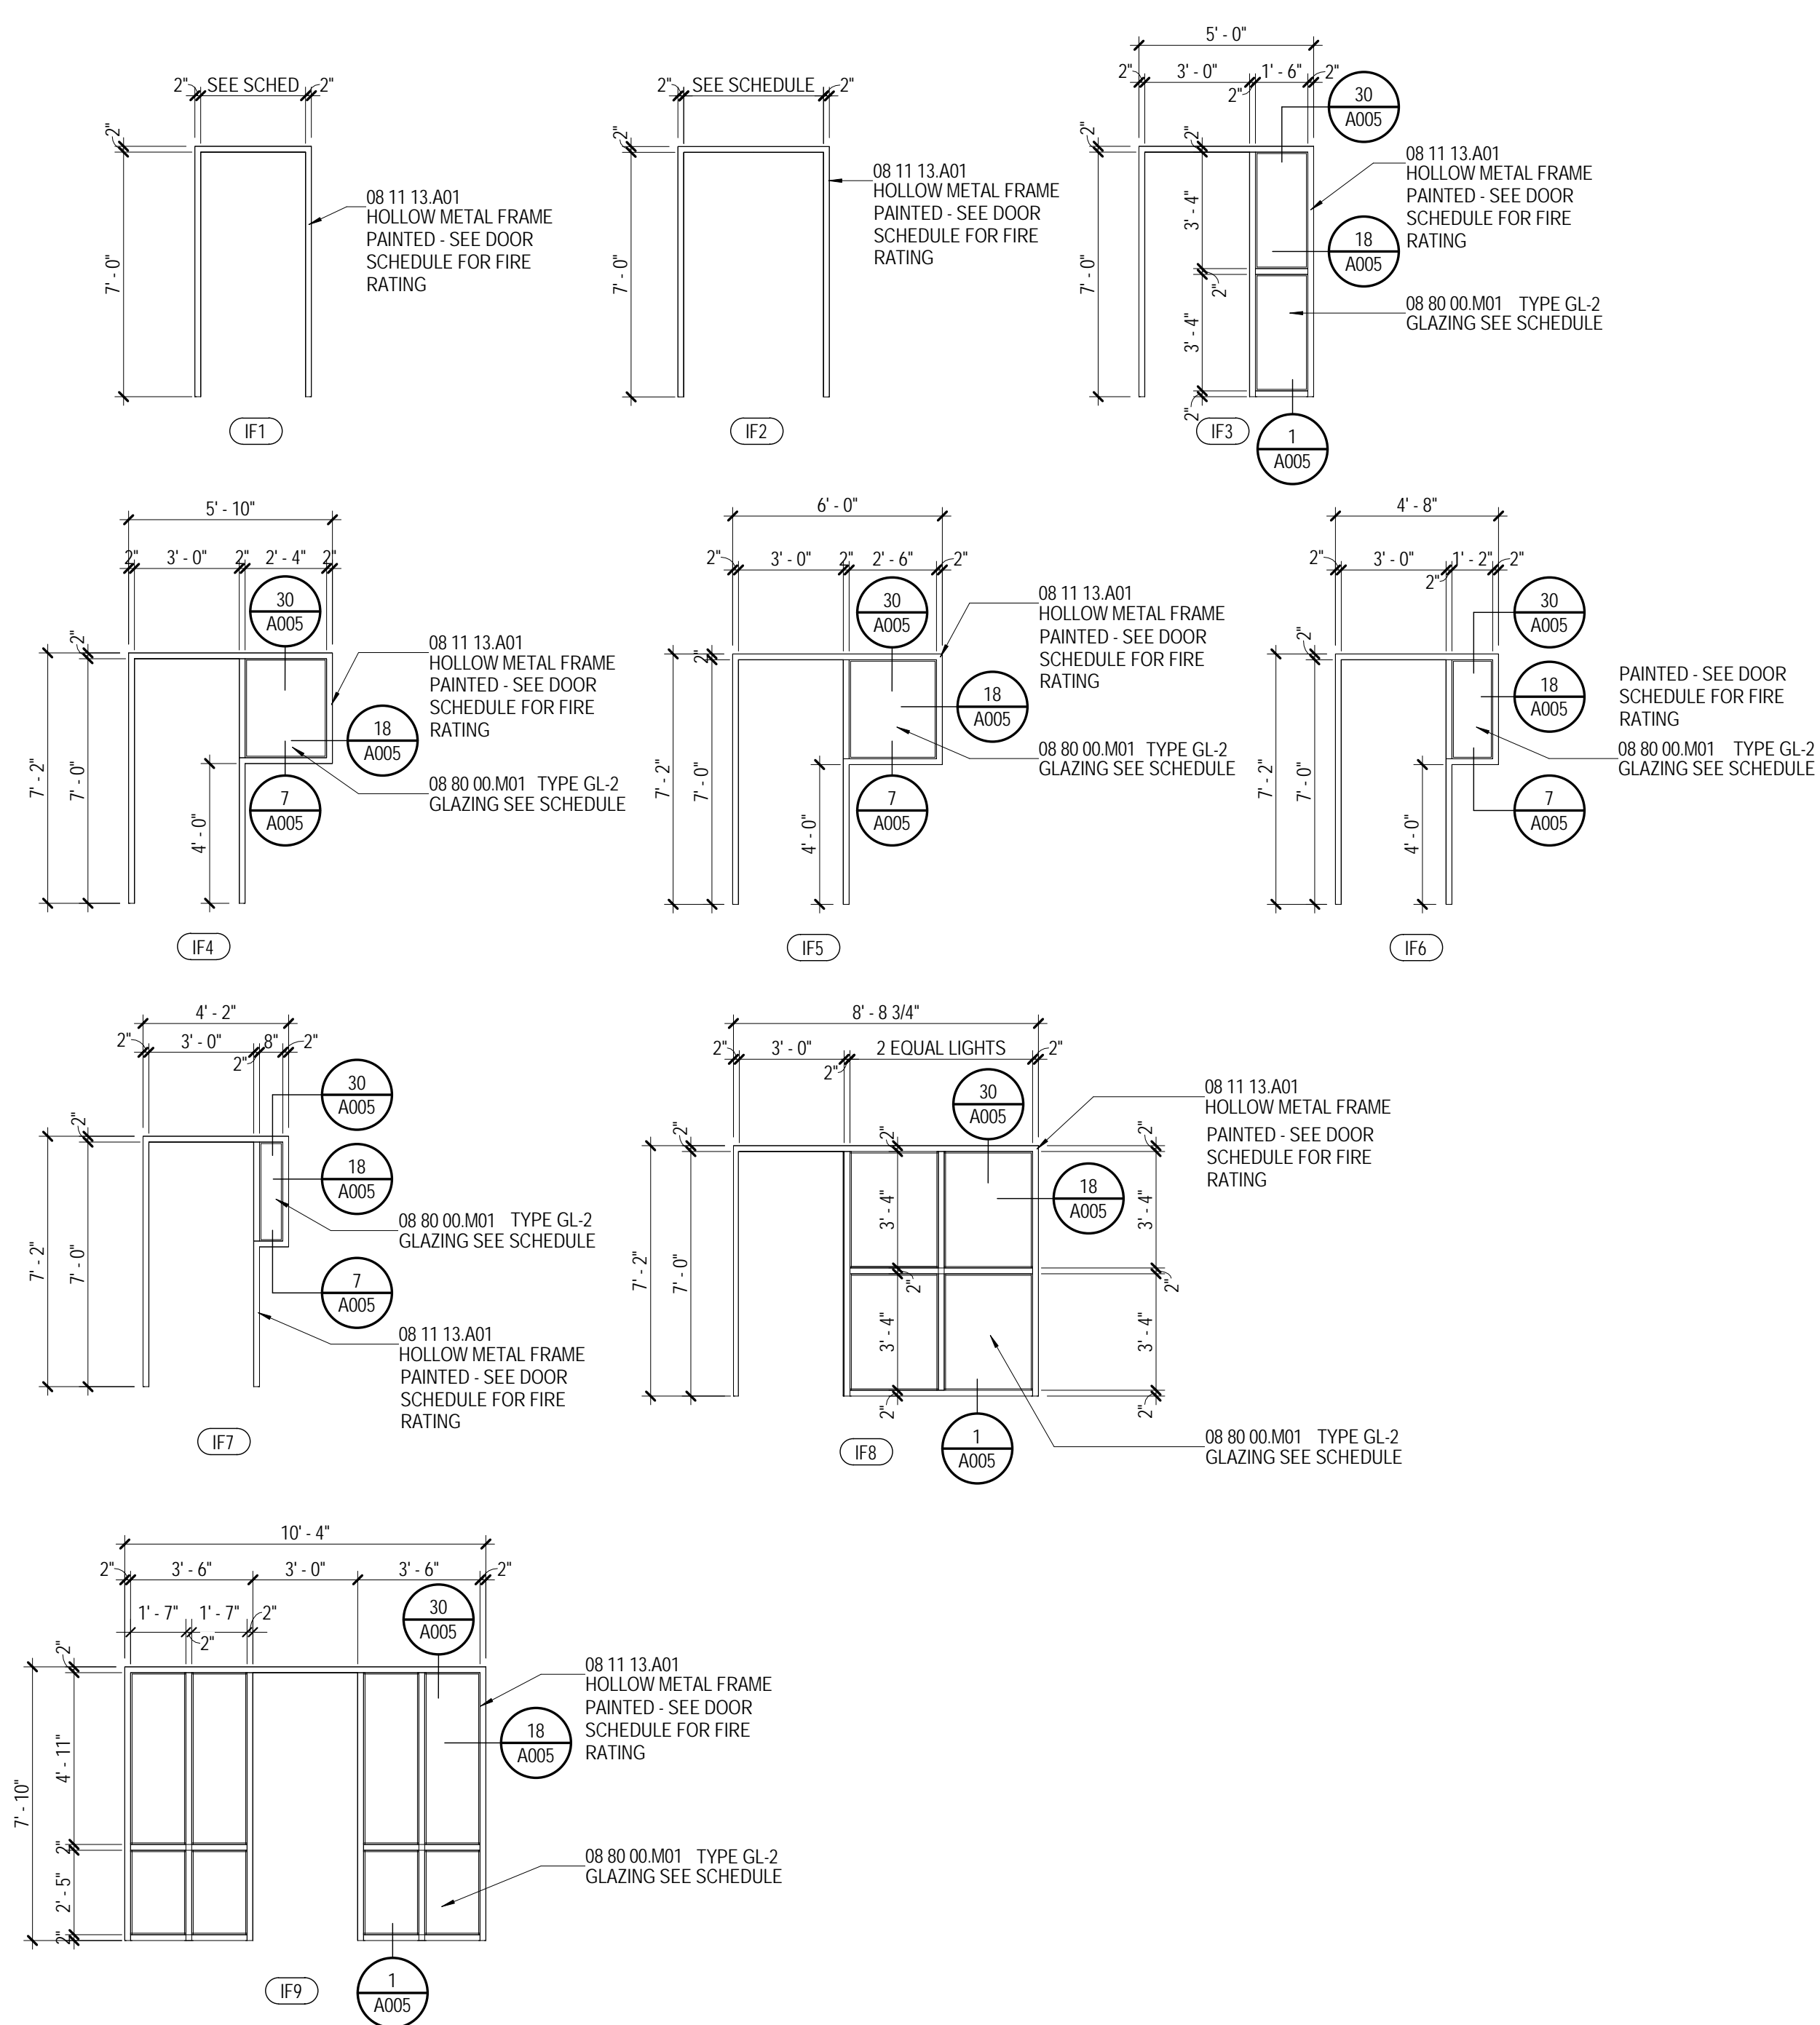 2" SEE SCHED 2"
2"
7' - 0"
08 11 13.A01
HOLLOW METAL FRAME
PAINTED - SEE DOOR
SCHEDULE FOR FIRE
RATING
IF1
2" SEE SCHEDULE 2"
2"
7' - 0"
08 11 13.A01
HOLLOW METAL FRAME
PAINTED - SEE DOOR
SCHEDULE FOR FIRE
RATING
IF2
5' - 0"
2" 3' - 0" 2" 1' - 6" 2"
2"
7' - 0"
2"
3' - 4"
2"
3' - 4"
2"
30
A005
08 11 13.A01
HOLLOW METAL FRAME
PAINTED - SEE DOOR
SCHEDULE FOR FIRE
RATING
18
A005
08 80 00.M01 TYPE GL-2
GLAZING SEE SCHEDULE
1
A005
IF3
5' - 10"
2" 3' - 0" 2" 2' - 4" 2"
2"
7' - 2"
7' - 0"
4' - 0"
30
A005
08 11 13.A01
HOLLOW METAL FRAME
PAINTED - SEE DOOR
SCHEDULE FOR FIRE
RATING
18
A005
08 80 00.M01 TYPE GL-2
GLAZING SEE SCHEDULE
7
A005
IF4
6' - 0"
2" 3' - 0" 2" 2' - 6" 2"
2"
7' - 2"
7' - 0"
4' - 0"
30
A005
08 11 13.A01
HOLLOW METAL FRAME
PAINTED - SEE DOOR
SCHEDULE FOR FIRE
RATING
18
A005
08 80 00.M01 TYPE GL-2
GLAZING SEE SCHEDULE
7
A005
IF5
4' - 8"
2" 3' - 0" 2" 1' - 2" 2"
2"
7' - 2"
7' - 0"
4' - 0"
30
A005
18
A005
PAINTED - SEE DOOR
SCHEDULE FOR FIRE
RATING
08 80 00.M01 TYPE GL-2
GLAZING SEE SCHEDULE
7
A005
IF6
4' - 2"
2" 3' - 0" 2" 8" 2"
2"
7' - 2"
7' - 0"
30
A005
18
A005
08 80 00.M01 TYPE GL-2
GLAZING SEE SCHEDULE
7
A005
08 11 13.A01
HOLLOW METAL FRAME
PAINTED - SEE DOOR
SCHEDULE FOR FIRE
RATING
IF7
8' - 8 3/4"
2" 3' - 0" 2" 2 EQUAL LIGHTS 2"
2"
7' - 2"
7' - 0"
2"
3' - 4"
2"
3' - 4"
2"
30
A005
18
A005
2"
3' - 4"
2"
3' - 4"
2"
08 11 13.A01
HOLLOW METAL FRAME
PAINTED - SEE DOOR
SCHEDULE FOR FIRE
RATING
08 80 00.M01 TYPE GL-2
GLAZING SEE SCHEDULE
1
A005
IF8
10' - 4"
2" 3' - 6" 3' - 0" 3' - 6" 2"
1' - 7" 2" 1' - 7" 2"
2"
7' - 10"
4' - 11"
2"
2' - 5"
2"
30
A005
08 11 13.A01
HOLLOW METAL FRAME
PAINTED - SEE DOOR
SCHEDULE FOR FIRE
RATING
18
A005
08 80 00.M01 TYPE GL-2
GLAZING SEE SCHEDULE
1
A005
IF9